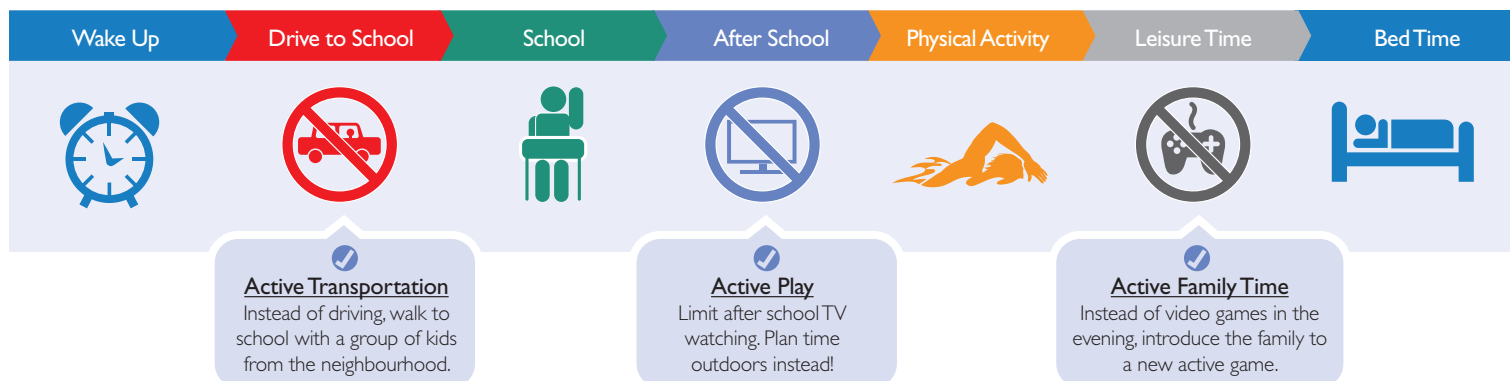 Wake Up
Drive to School
School
After School
Physical Activity
Leisure Time
Bed Time
Active Transportation
Instead of driving, walk to
school with a group of kids
from the neighbourhood.
Active Play
Limit after school TV
watching. Plan time
outdoors instead!
Active Family Time
Instead of video games in the
evening, introduce the family to
a new active game.